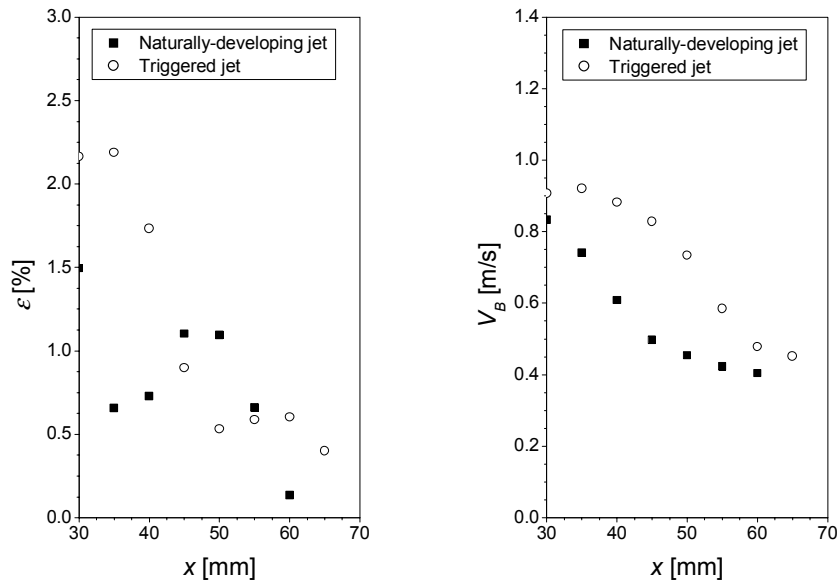 3.0
Naturally-developing jet
Triggered jet
2.5
2.0
1.5
1.0
0.5
0.0
ε [%]
30 40 50 60 70
x [mm]
1.4
Naturally-developing jet
Triggered jet
1.2
1.0
0.8
0.6
0.4
0.2
0.0
V_B [m/s]
30 40 50 60 70
x [mm]